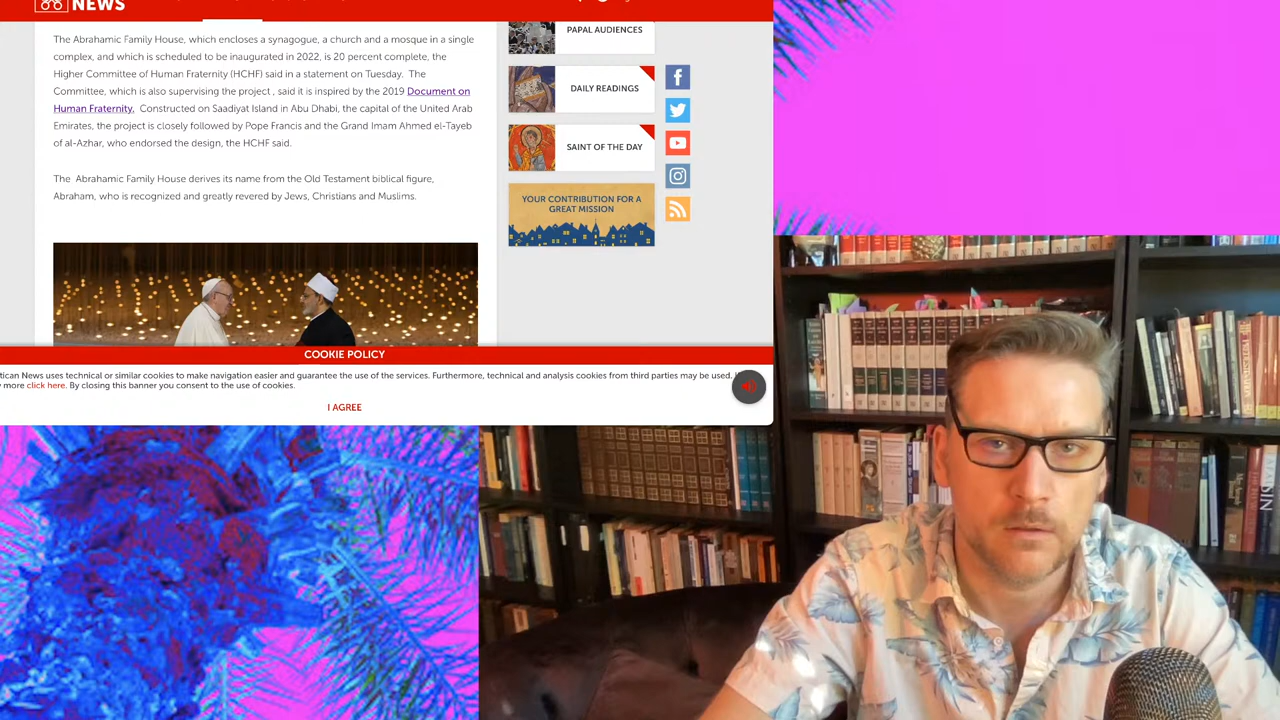 NEWS
The Abrahamic Family House, which encloses a synagogue, a church and a mosque in a single
complex, and which is scheduled to be inaugurated in 2022, is 20 percent complete, the
Higher Committee of Human Fraternity (HCHF) said in a statement on Tuesday.  The
Committee, which is also supervising the project , said it is inspired by the 2019 Document on
Human Fraternity.  Constructed on Saadiyat Island in Abu Dhabi, the capital of the United Arab
Emirates, the project is closely followed by Pope Francis and the Grand Imam Ahmed el-Tayeb
of al-Azhar, who endorsed the design, the HCHF said.
The  Abrahamic Family House derives its name from the Old Testament biblical figure,
Abraham, who is recognized and greatly revered by Jews, Christians and Muslims.
PAPAL AUDIENCES
DAILY READINGS
SAINT OF THE DAY
YOUR CONTRIBUTION FOR A
GREAT MISSION
COOKIE POLICY
tican News uses technical or similar cookies to make navigation easier and guarantee the use of the services. Furthermore, technical and analysis cookies from third parties may be used.
more click here. By closing this banner you consent to the use of cookies.
I AGREE